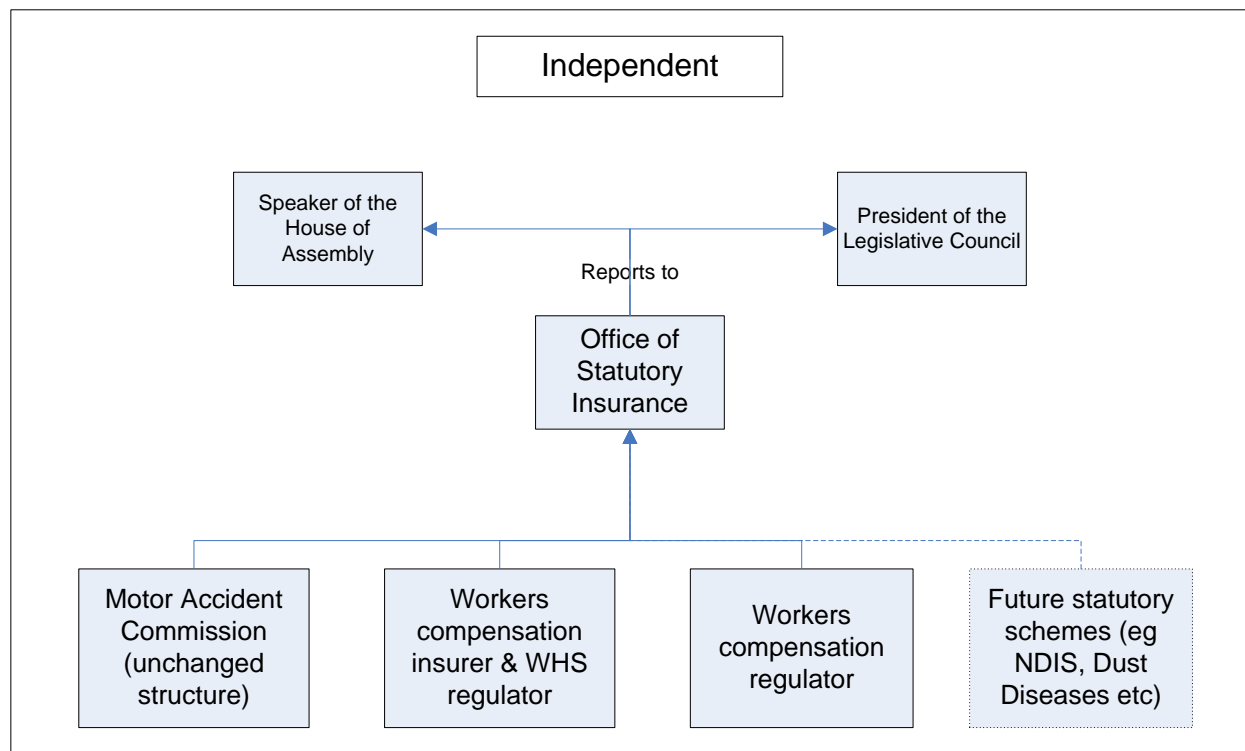 Independent
Speaker of the
House of
Assembly
President of the
Legislative Council
Reports to
Office of
Statutory
Insurance
Motor Accident
Commission
(unchanged
structure)
Workers
compensation
insurer & WHS
regulator
Workers
compensation
regulator
Future statutory
schemes (eg
NDIS, Dust
Diseases etc)